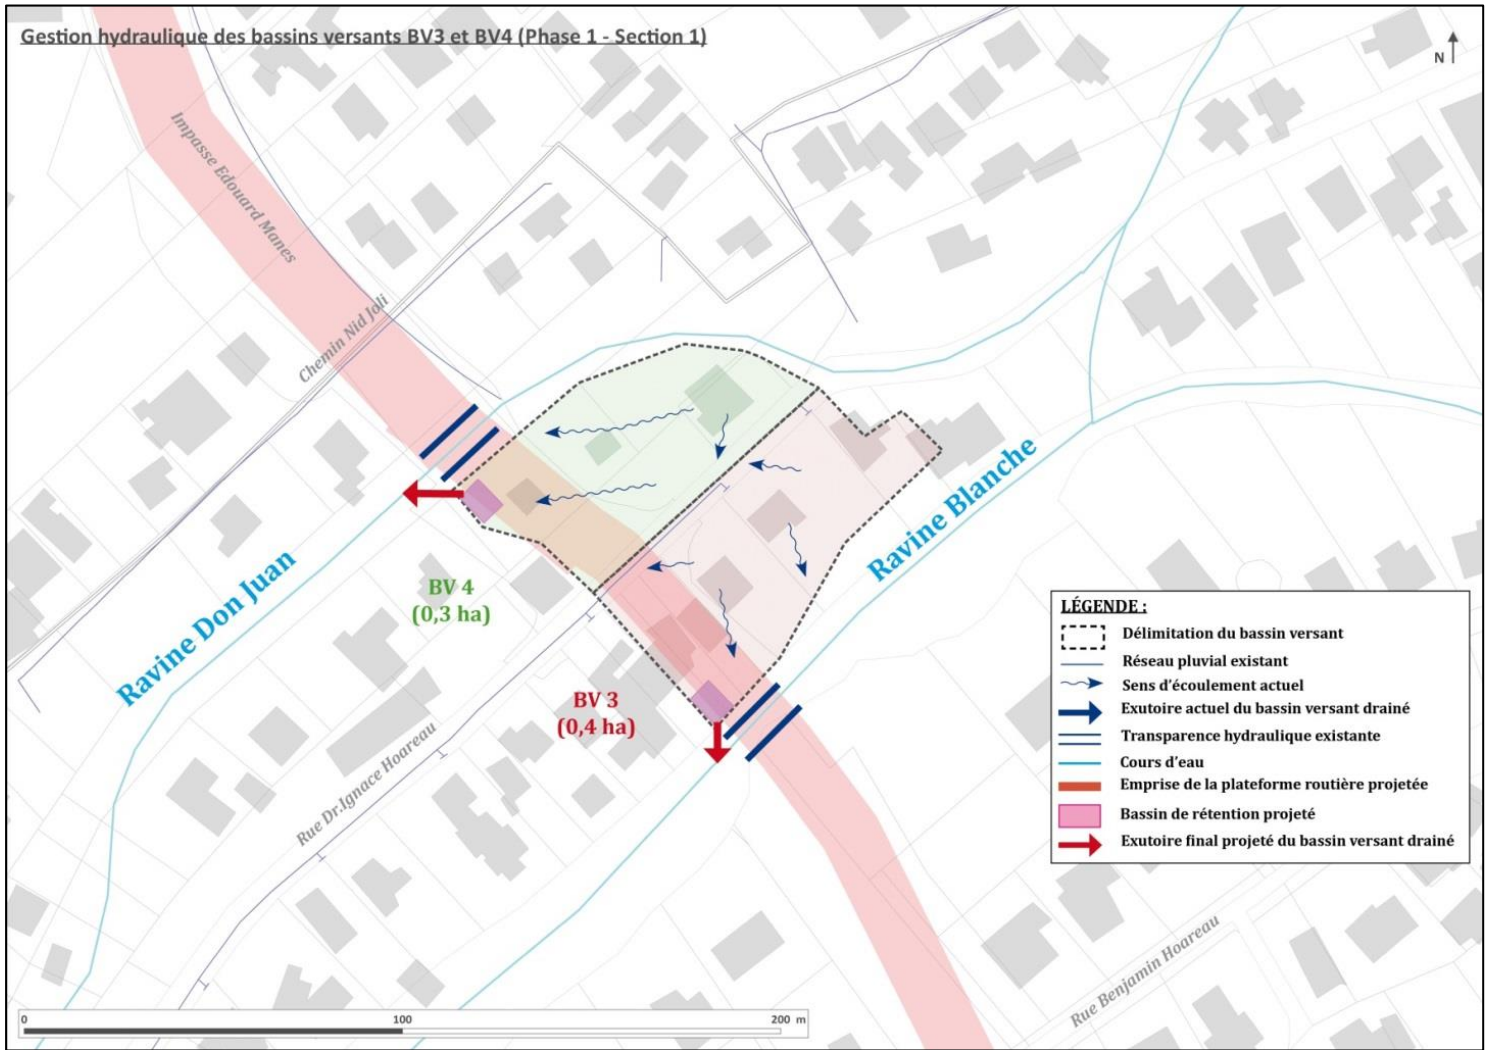 Gestion hydraulique des bassins versants BV3 et BV4 (Phase 1 - Section 1)
N
Impasse Edouard Manes
Chemin Nid Joli
Ravine Blanche
Ravine Don Juan
BV 4
(0,3 ha)
BV 3
(0,4 ha)
Rue Dr.Ignace Hoareau
Rue Benjamin Hoareau
LÉGENDE :
Délimitation du bassin versant
Réseau pluvial existant
Sens d'écoulement actuel
Exutoire actuel du bassin versant drainé
Transparence hydraulique existante
Cours d'eau
Emprise de la plateforme routière projetée
Bassin de rétention projeté
Exutoire final projeté du bassin versant drainé
0 100 200 m